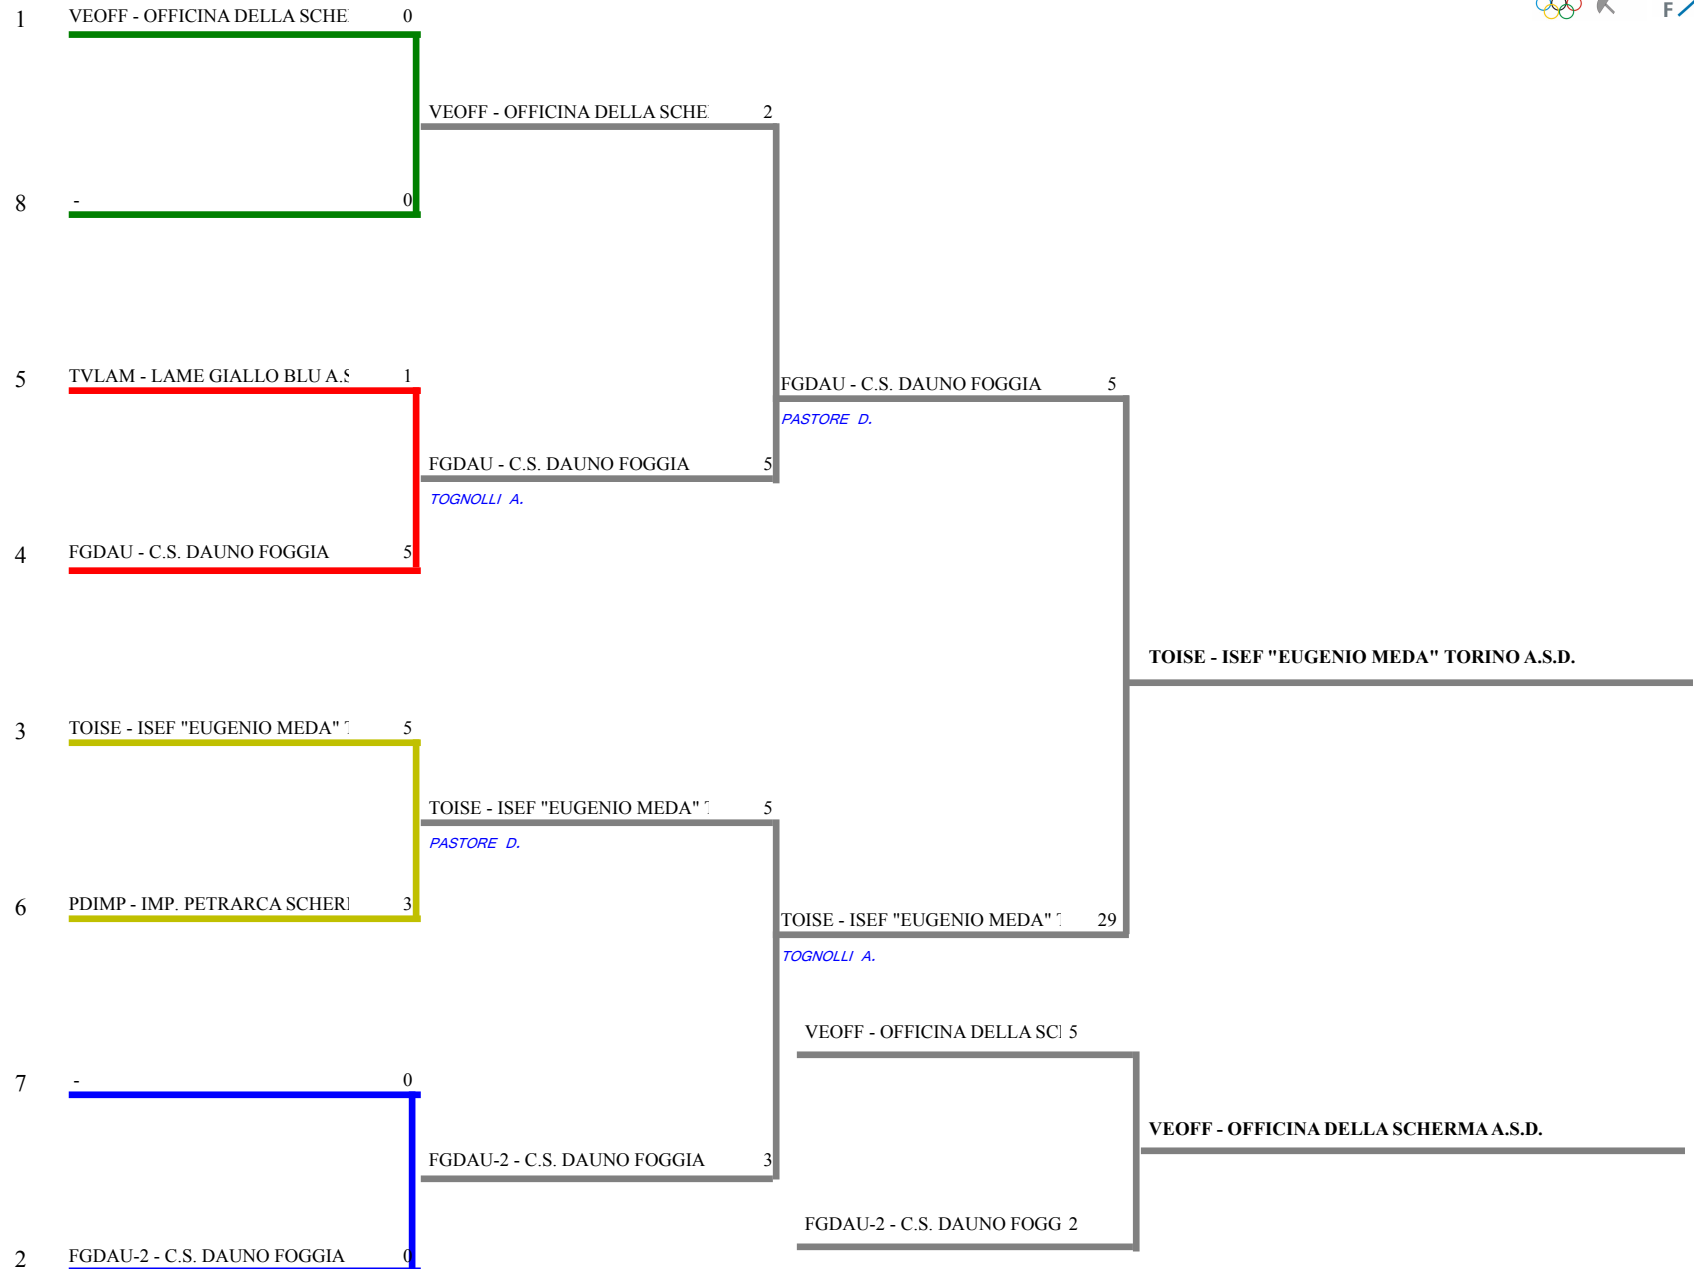 1 VEOFF - OFFICINA DELLA SCHE 0
F
VEOFF - OFFICINA DELLA SCHE 2
8 - 0
5 TVLAM - LAME GIALLO BLU A.S 1
FGDAU - C.S. DAUNO FOGGIA 5
PASTORE D.
FGDAU - C.S. DAUNO FOGGIA 5
TOGNOLLI A.
4 FGDAU - C.S. DAUNO FOGGIA 5
TOISE - ISEF "EUGENIO MEDA" TORINO A.S.D.
3 TOISE - ISEF "EUGENIO MEDA" 5
TOISE - ISEF "EUGENIO MEDA" 5
PASTORE D.
6 PDIMP - IMP. PETRARCA SCHER 3
TOISE - ISEF "EUGENIO MEDA" 29
TOGNOLLI A.
VEOFF - OFFICINA DELLA SC 5
7 - 0
VEOFF - OFFICINA DELLA SCHERMA A.S.D.
FGDAU-2 - C.S. DAUNO FOGGIA 3
FGDAU-2 - C.S. DAUNO FOGG 2
2 FGDAU-2 - C.S. DAUNO FOGGIA 0